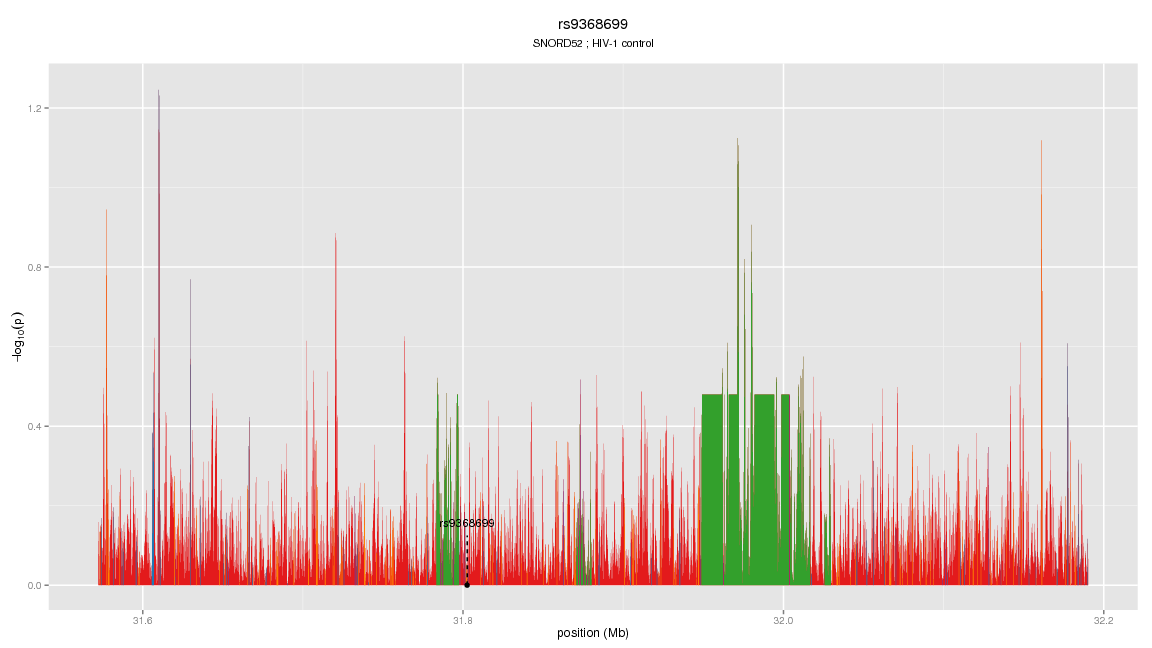 rs9368699
SNORD52 ; HIV-1 control
1.2
0.8
0.4
0.0
−log10(p)
rs9368699
31.6 31.8 32.0 32.2
position (Mb)